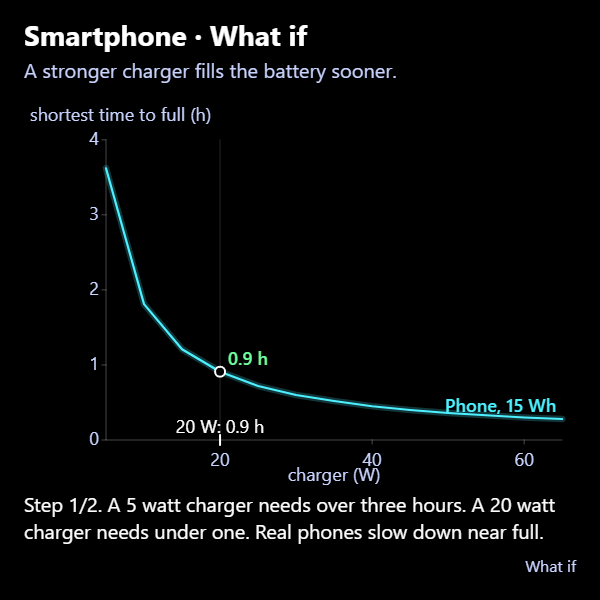 Smartphone · What if
A stronger charger fills the battery sooner.
shortest time to full (h)
4
3
2
1
0
0.9 h
Phone, 15 Wh
20 W: 0.9 h
20
40
60
charger (W)
Step 1/2. A 5 watt charger needs over three hours. A 20 watt
charger needs under one. Real phones slow down near full.
What if